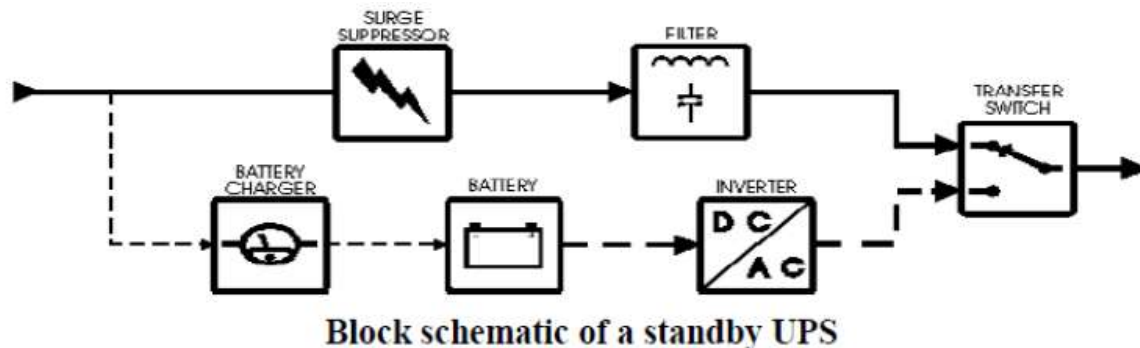 SURGE
SUPPRESSOR
FILTER
TRANSFER
SWITCH
BATTERY
CHARGER
BATTERY
INVERTER
D C
A C
Block schematic of a standby UPS